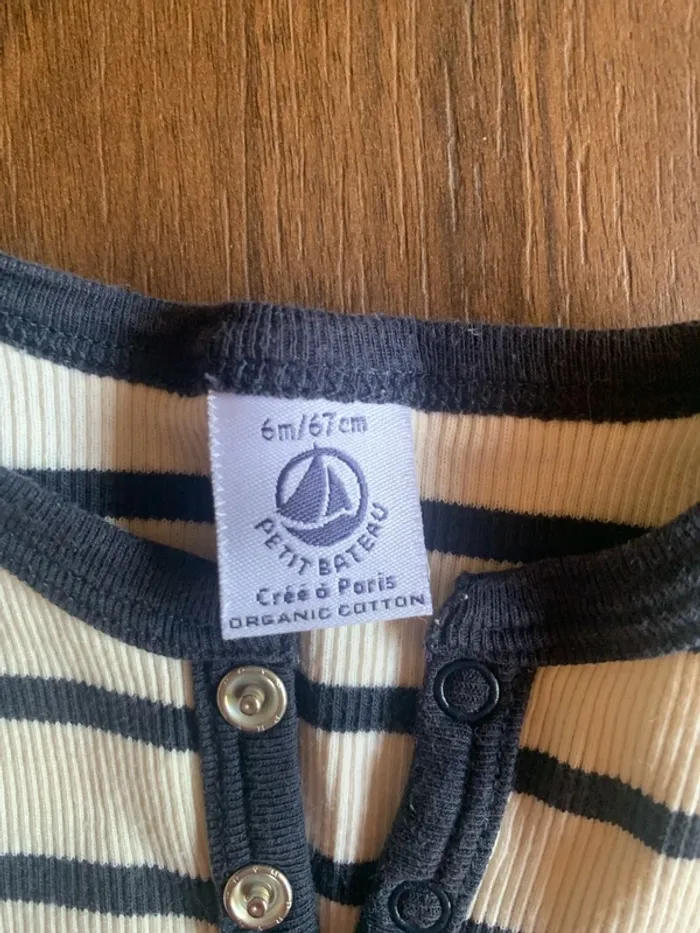 6m/67cm
PETIT BATEAU
Créé à Paris
ORGANIC COTTON